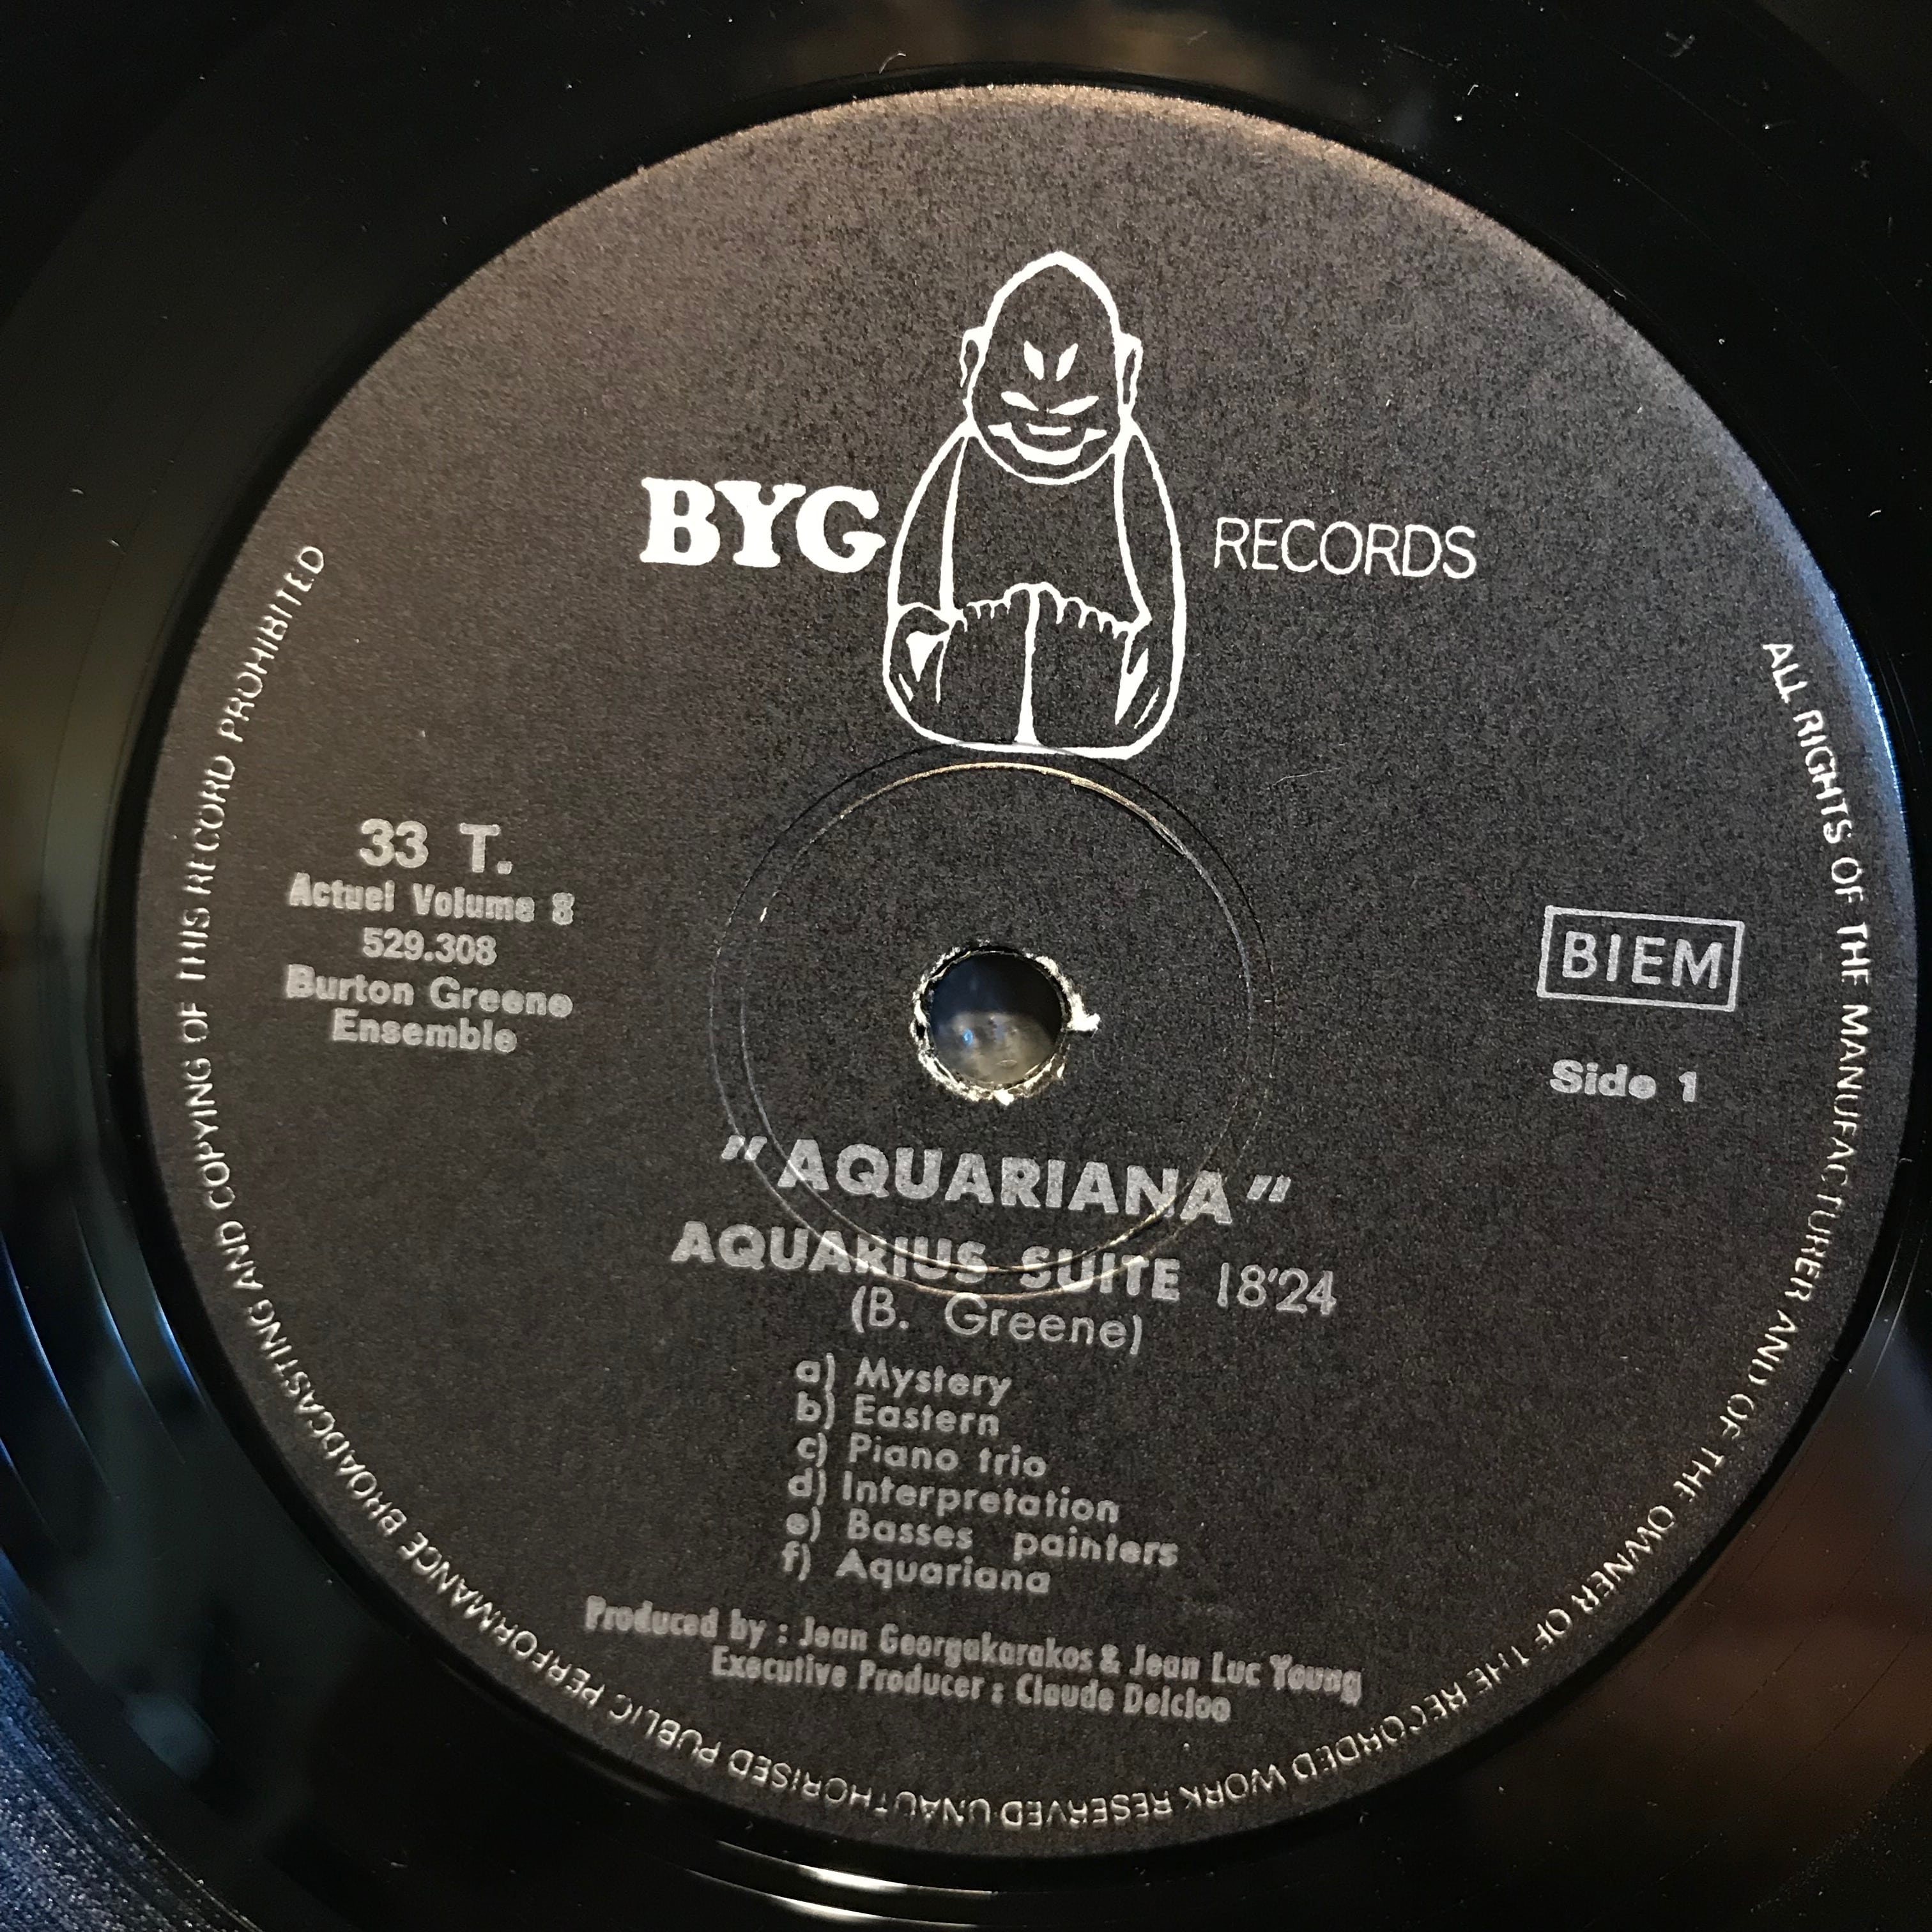 BYG RECORDS
33 T.
Actuel Volume 8
529.308
Burton Greene
Ensemble
BIEM
Side 1
"AQUARIANA"
AQUARIUS SUITE 18'24
(B. Greene)
a) Mystery
b) Eastern
c) Piano trio
d) Interpretation
e) Basses painters
f) Aquariana
Produced by : Jean Georgakarakos & Jean Luc Young
Executive Producer : Claude Delcloo
ALL RIGHTS OF THE MANUFACTURER AND OF THE OWNER OF THE RECORDED WORK RESERVED UNAUTHORISED PUBLIC PERFORMANCE BROADCASTING AND COPYING OF THIS RECORD PROHIBITED